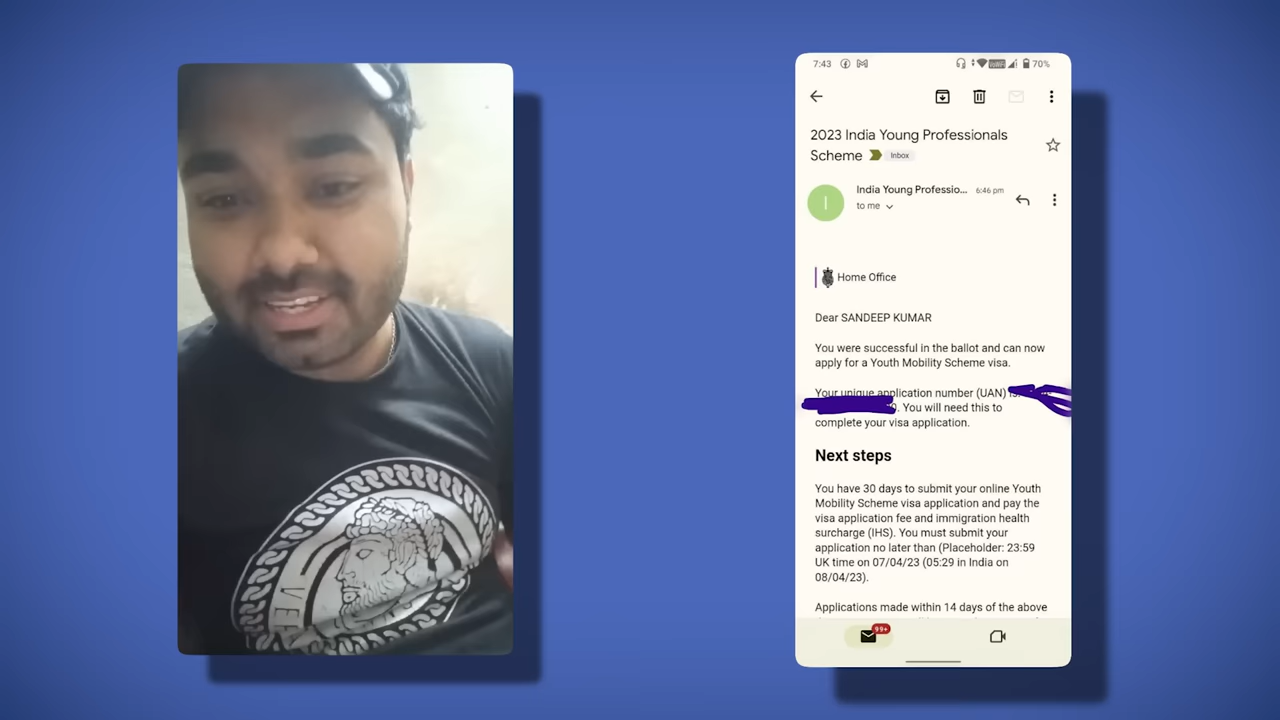 VE
7:43
70%
2023 India Young Professionals
Scheme
Inbox
I
India Young Professio...
6:46 pm
to me
Home Office
Dear SANDEEP KUMAR
You were successful in the ballot and can now
apply for a Youth Mobility Scheme visa.
Your unique application number (UAN) is
. You will need this to
complete your visa application.
Next steps
You have 30 days to submit your online Youth
Mobility Scheme visa application and pay the
visa application fee and immigration health
surcharge (IHS). You must submit your
application no later than (Placeholder: 23:59
UK time on 07/04/23 (05:29 in India on
08/04/23).
Applications made within 14 days of the above
99+